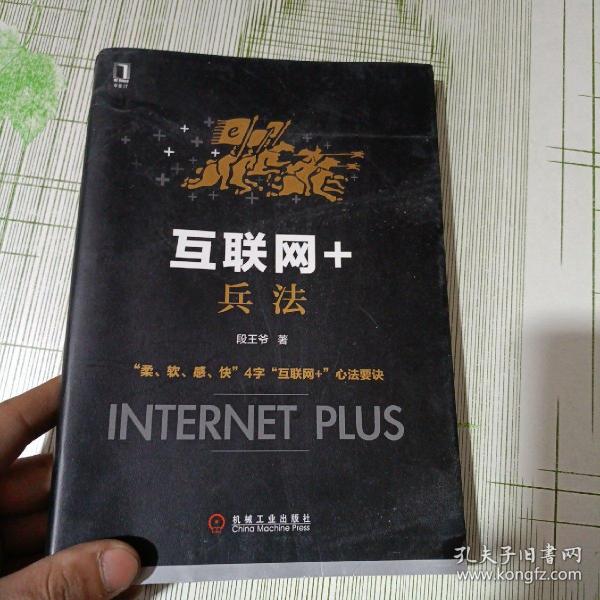 互联网+
兵法
段王爷 著
“柔、软、感、快”4字“互联网+”心法要诀
INTERNET PLUS
机械工业出版社
China Machine Press
孔夫子旧书网
www.kongfz.com